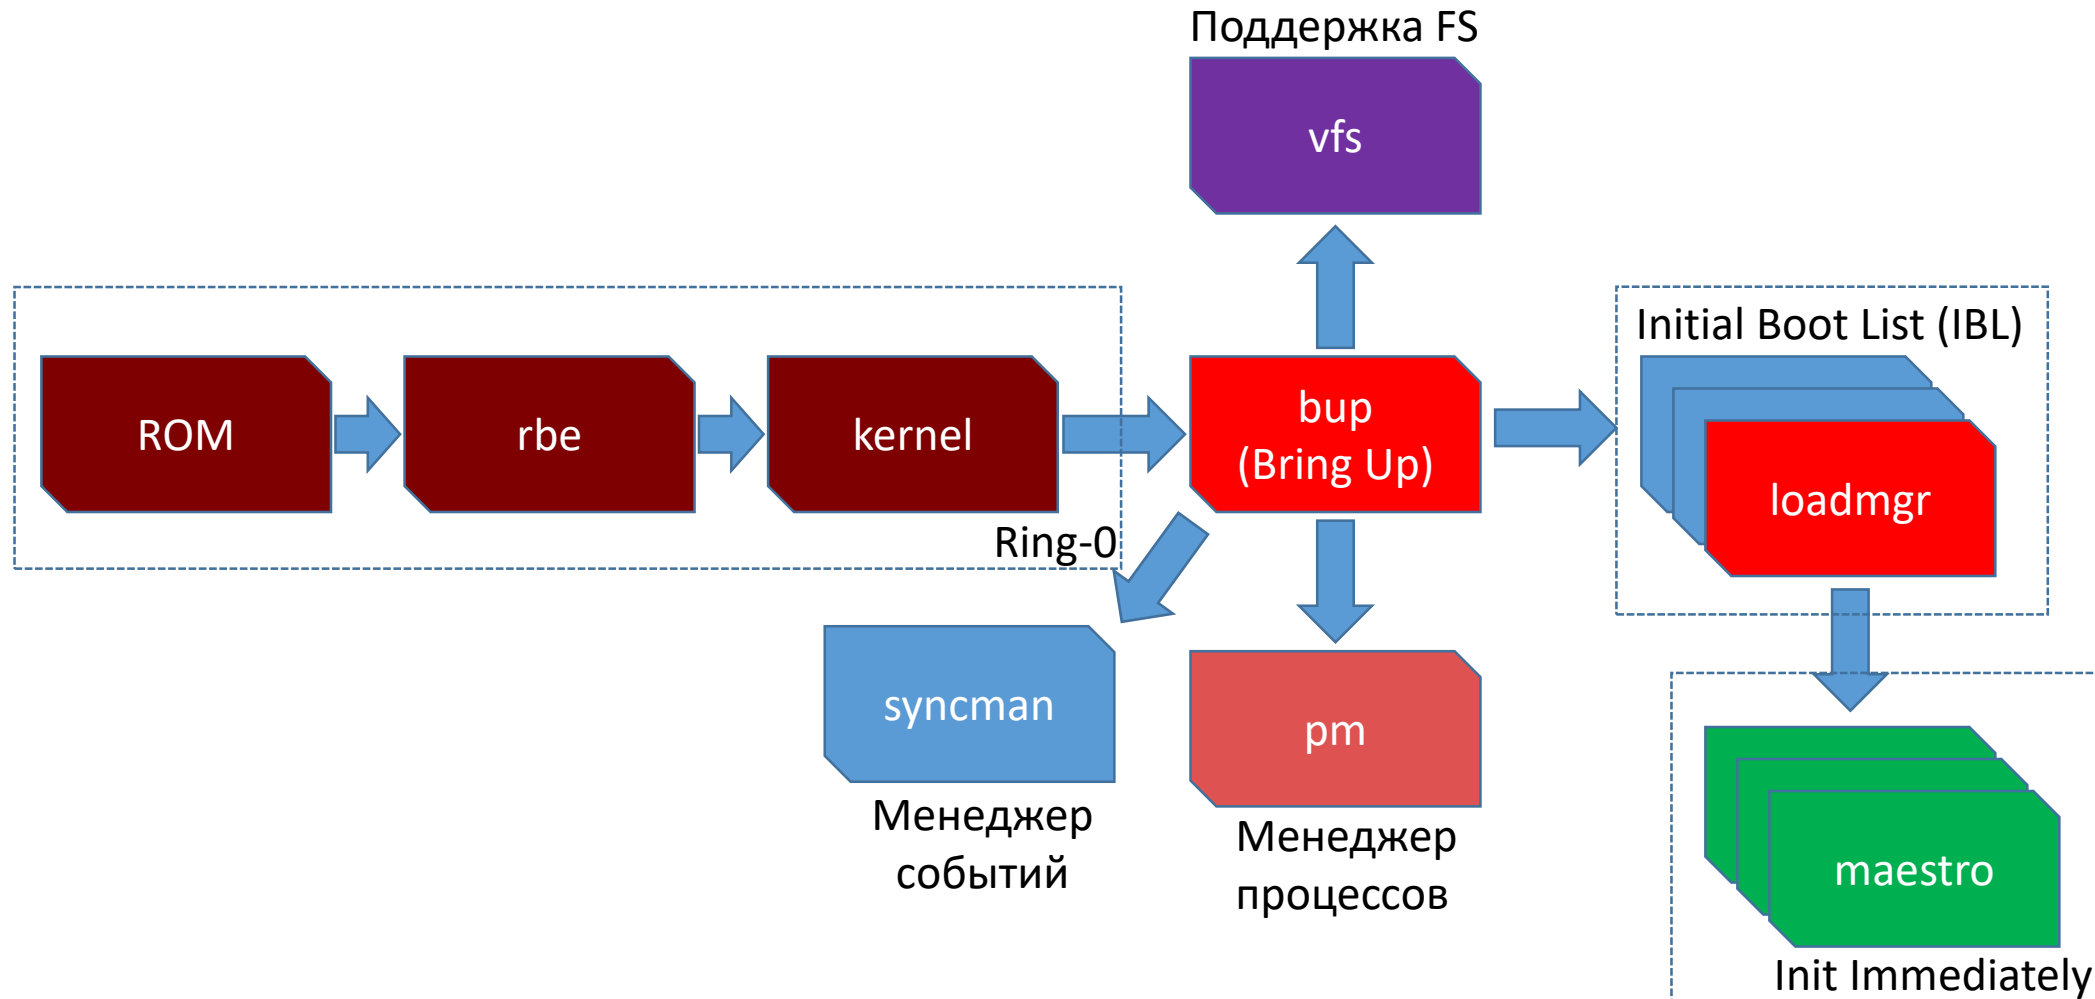 Поддержка FS
vfs
Initial Boot List (IBL)
ROM
rbe
kernel
bup
(Bring Up)
loadmgr
Ring-0
syncman
pm
Менеджер
событий
Менеджер
процессов
maestro
Init Immediately